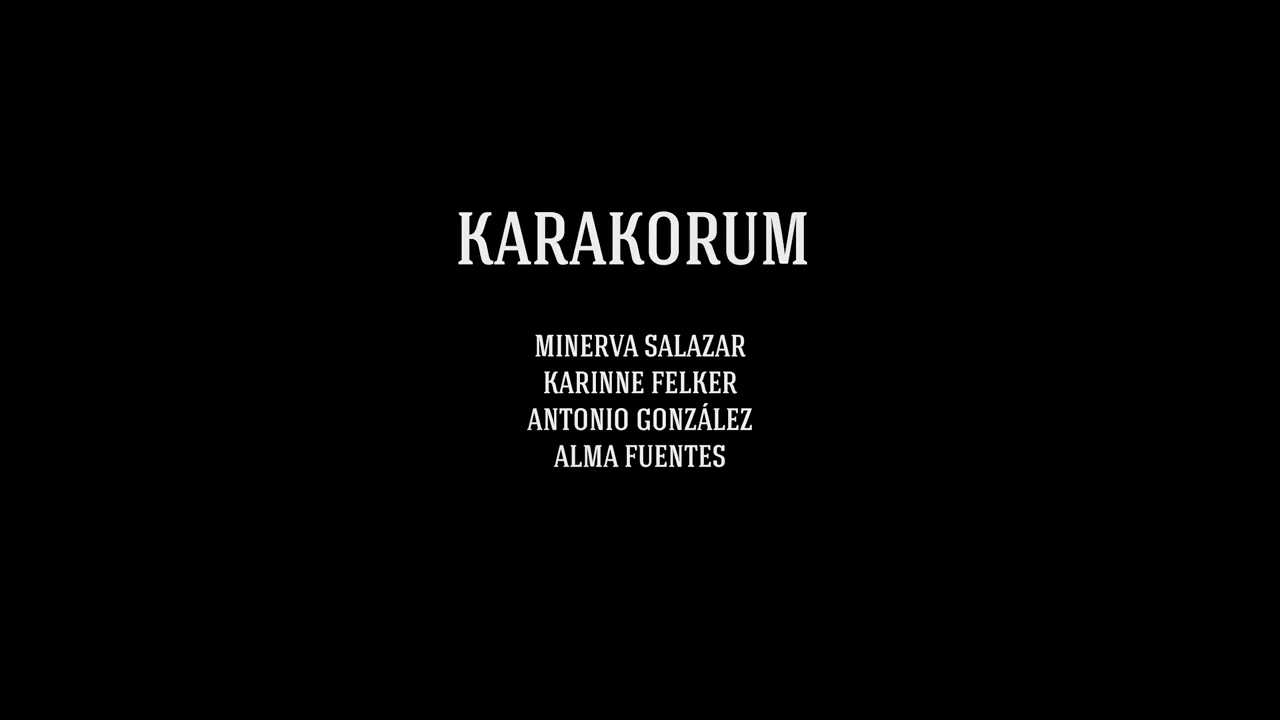 KARAKORUM
MINERVA SALAZAR
KARINNE FELKER
ANTONIO GONZÁLEZ
ALMA FUENTES